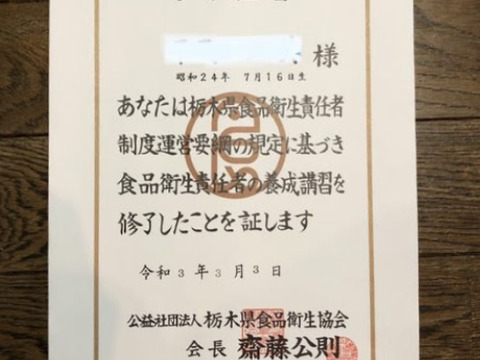 様
昭和24年 7月16日生
あなたは栃木県食品衛生責任者
制度運営要綱の規定に基づき
食品衛生責任者の養成講習を
修了したことを証します
令和3年3月3日
公益社団法人 栃木県食品衛生協会
会長 齋藤公則